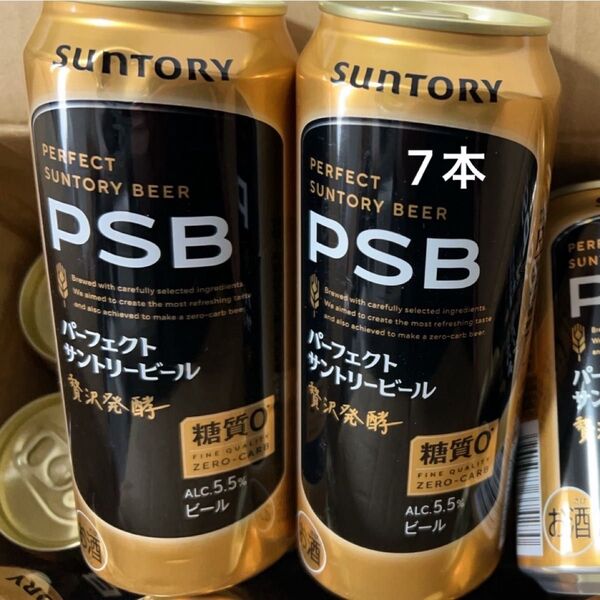 SUNTORY
PERFECT
SUNTORY BEER
PSB
Brewed with carefully selected ingredients.
We aimed to create the most refreshing taste
and also achieved to make a zero-carb beer.
パーフェクト
サントリービール
贅沢発酵
糖質0
FINE QUALITY
ZERO-CARB
ALC.5.5%
ビール
お酒
SUNTORY
7本
PERFECT
SUNTORY BEER
PSB
Brewed with carefully selected ingredients.
We aimed to create the most refreshing taste
and also achieved to make a zero-carb beer.
パーフェクト
サントリービール
贅沢発酵
糖質0
FINE QUALITY
ZERO-CARB
ALC.5.5%
ビール
お酒
お酒